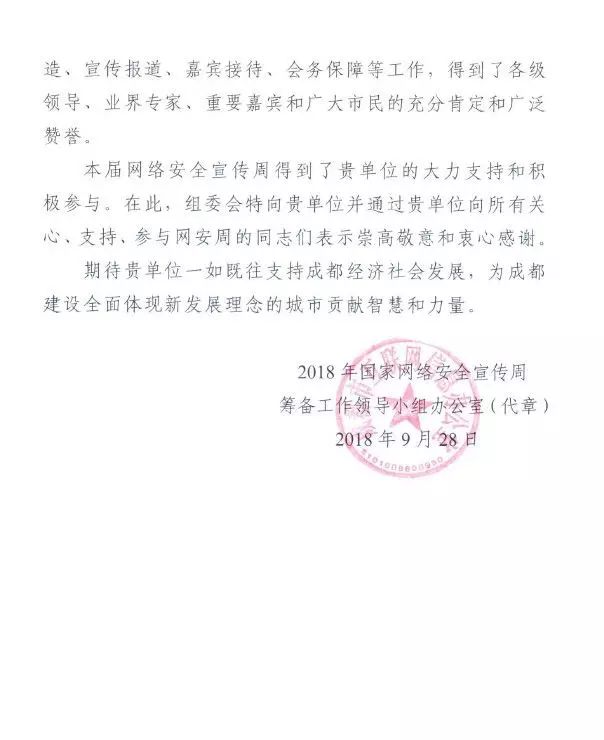 造、宣传报道、嘉宾接待、会务保障等工作，得到了各级
领导、业界专家、重要嘉宾和广大市民的充分肯定和广泛
赞誉。
本届网络安全宣传周得到了贵单位的大力支持和积
极参与。在此，组委会特向贵单位并通过贵单位向所有关
心、支持、参与网安周的同志们表示崇高敬意和衷心感谢。
期待贵单位一如既往支持成都经济社会发展，为成都
建设全面体现新发展理念的城市贡献智慧和力量。
2018 年国家网络安全宣传周
筹备工作领导小组办公室（代章）
2018 年 9 月 28 日